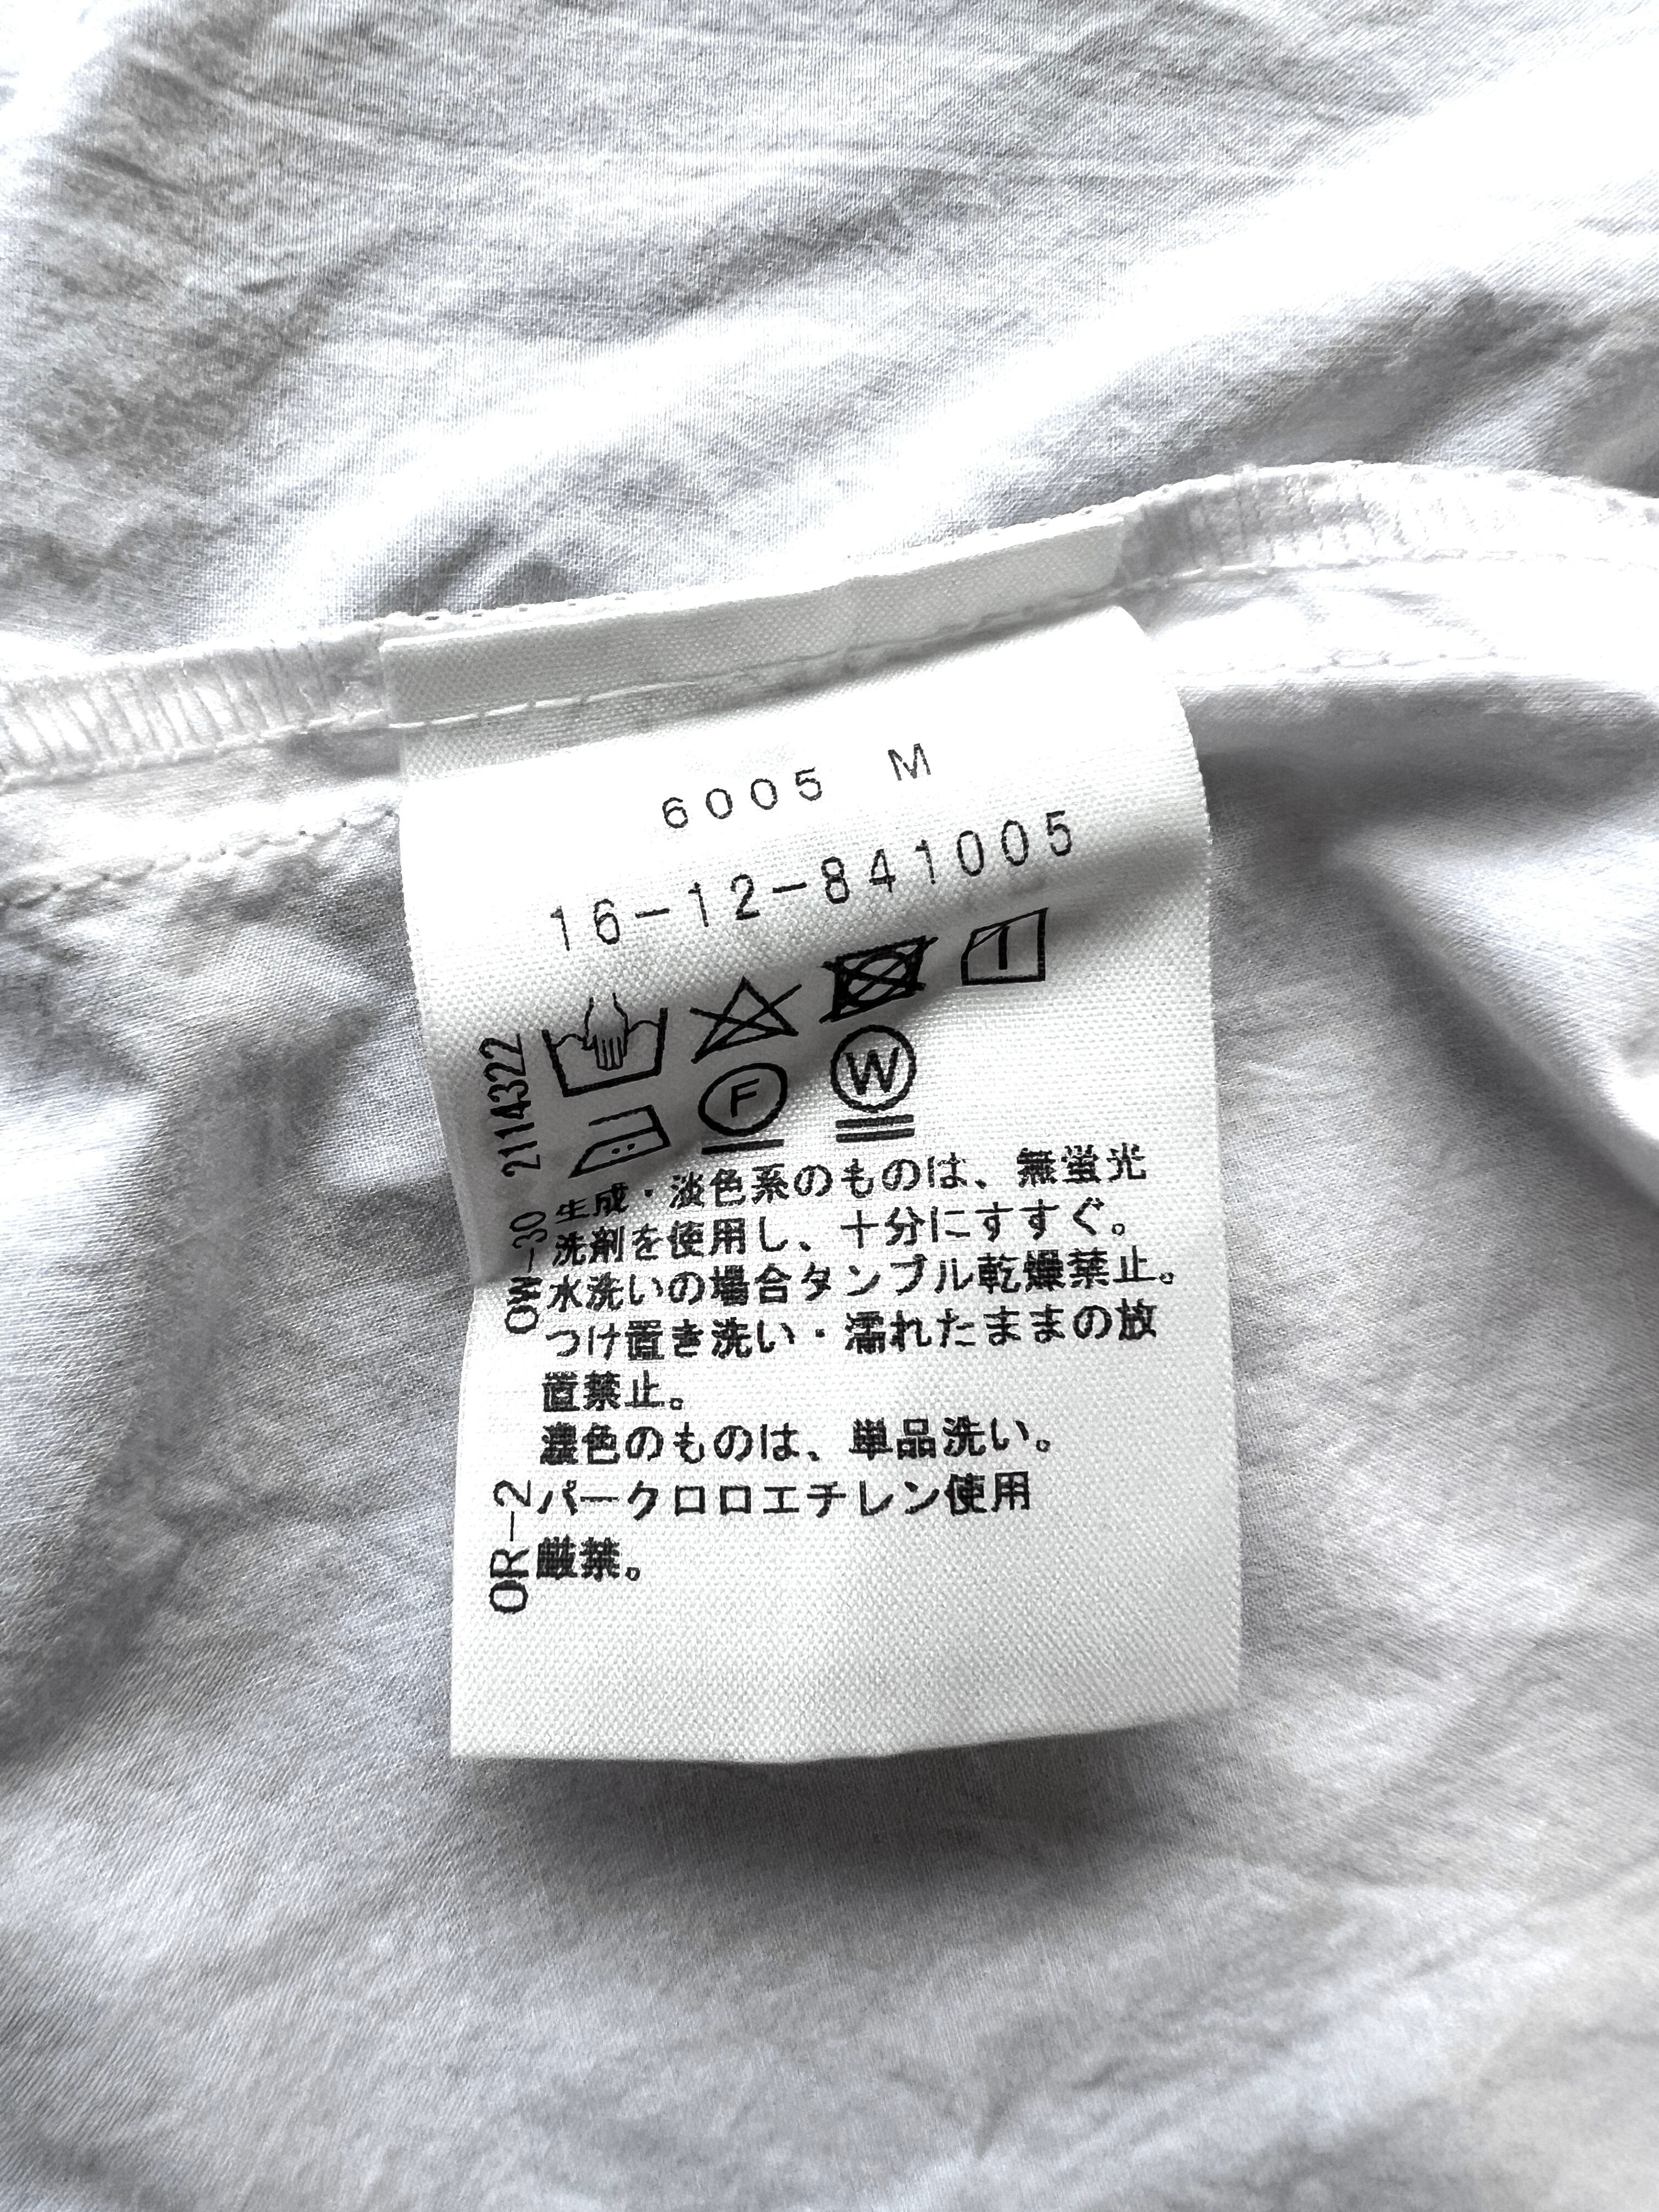 6005 M
16-12-841005
F W
生成・淡色系のものは、無蛍光
洗剤を使用し、十分にすすぐ。
水洗いの場合タンブル乾燥禁止。
つけ置き洗い・濡れたままの放
置禁止。
濃色のものは、単品洗い。
パークロロエチレン使用
厳禁。
OR-2 OW-30 2114322